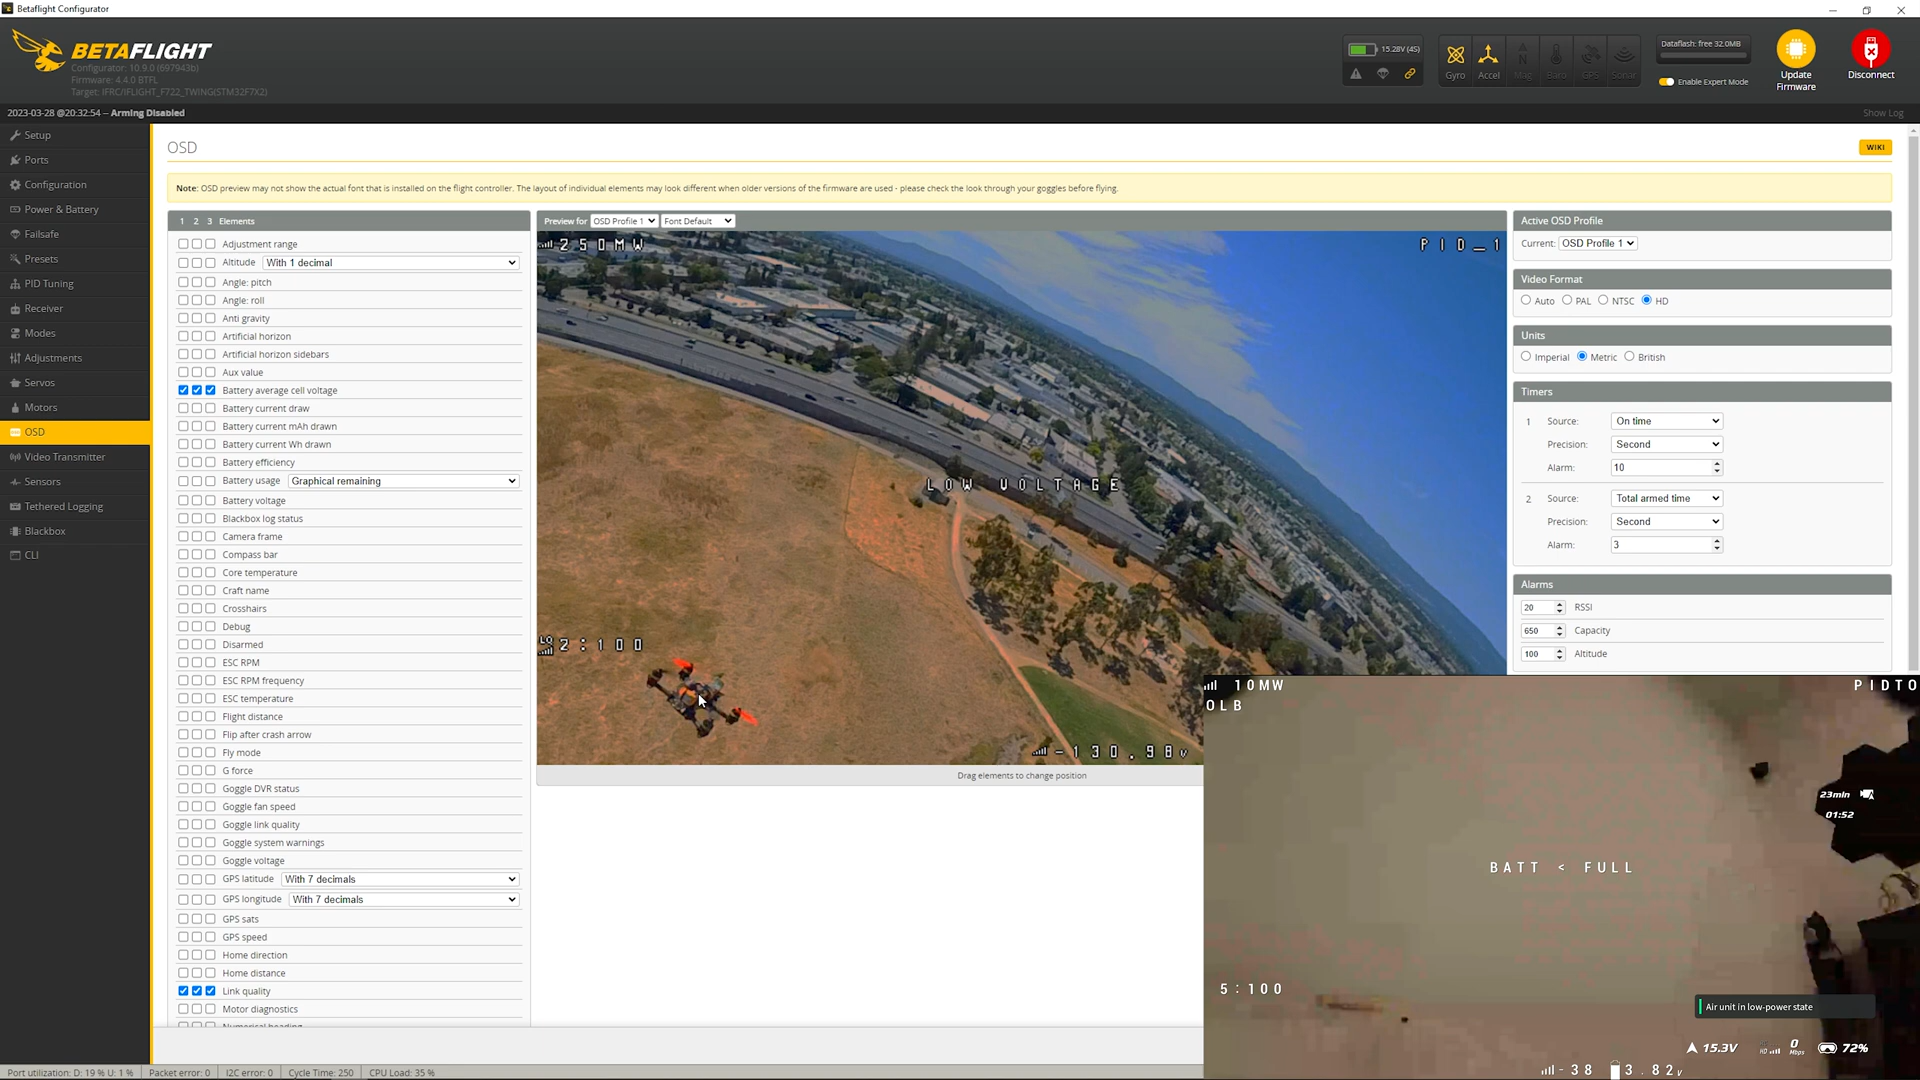 Betaflight Configurator
BETAFLIGHT
Configurator: 10.9.0 (697943b)
Firmware: 4.4.0 BTFL
Target: IFRC/IFLIGHT_F722_TWING(STM32F7X2)
15.28V (4S)
Gyro
Accel
Mag
Baro
GPS
Sonar
Dataflash: free 32.0MB
Enable Expert Mode
Update
Firmware
Disconnect
2023-03-28 @20:32:54 -- Arming Disabled
Show Log
Setup
Ports
Configuration
Power & Battery
Failsafe
Presets
PID Tuning
Receiver
Modes
Adjustments
Servos
Motors
OSD
Video Transmitter
Sensors
Tethered Logging
Blackbox
CLI
OSD
WIKI
Note: OSD preview may not show the actual font that is installed on the flight controller. The layout of individual elements may look different when older versions of the firmware are used - please check the look through your goggles before flying.
1 2 3 Elements
Adjustment range
Altitude With 1 decimal
Angle: pitch
Angle: roll
Anti gravity
Artificial horizon
Artificial horizon sidebars
Aux value
Battery average cell voltage
Battery current draw
Battery current mAh drawn
Battery current Wh drawn
Battery efficiency
Battery usage Graphical remaining
Battery voltage
Blackbox log status
Camera frame
Compass bar
Core temperature
Craft name
Crosshairs
Debug
Disarmed
ESC RPM
ESC RPM frequency
ESC temperature
Flight distance
Flip after crash arrow
Fly mode
G force
Goggle DVR status
Goggle fan speed
Goggle link quality
Goggle system warnings
Goggle voltage
GPS latitude With 7 decimals
GPS longitude With 7 decimals
GPS sats
GPS speed
Home direction
Home distance
Link quality
Motor diagnostics
Preview for OSD Profile 1 Font Default
250MW
PID_1
LOW VOLTAGE
LQ 2:100
-130.98V
Drag elements to change position
Active OSD Profile
Current: OSD Profile 1
Video Format
Auto PAL NTSC HD
Units
Imperial Metric British
Timers
1 Source: On time
Precision: Second
Alarm: 10
2 Source: Total armed time
Precision: Second
Alarm: 3
Alarms
20 RSSI
650 Capacity
100 Altitude
10MW
PIDTO
OLB
23min
01:52
BATT < FULL
5:100
Air unit in low-power state
15.3V
HD
0
Mbps
72%
-38
3.82V
Port utilization: D: 19 % U: 1 %
Packet error: 0
I2C error: 0
Cycle Time: 250
CPU Load: 35 %